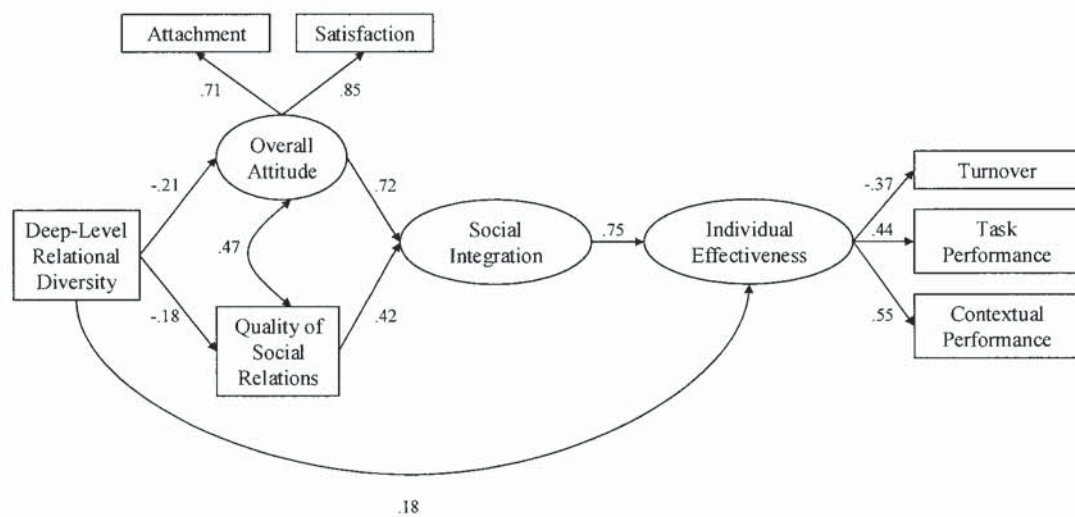 Attachment
Satisfaction
.71
.85
Overall
Attitude
-.21
.72
Deep-Level
Relational
Diversity
.47
Social
Integration
.75
Individual
Effectiveness
-.37
Turnover
.44
Task
Performance
-.18
Quality of
Social
Relations
.42
.55
Contextual
Performance
.18